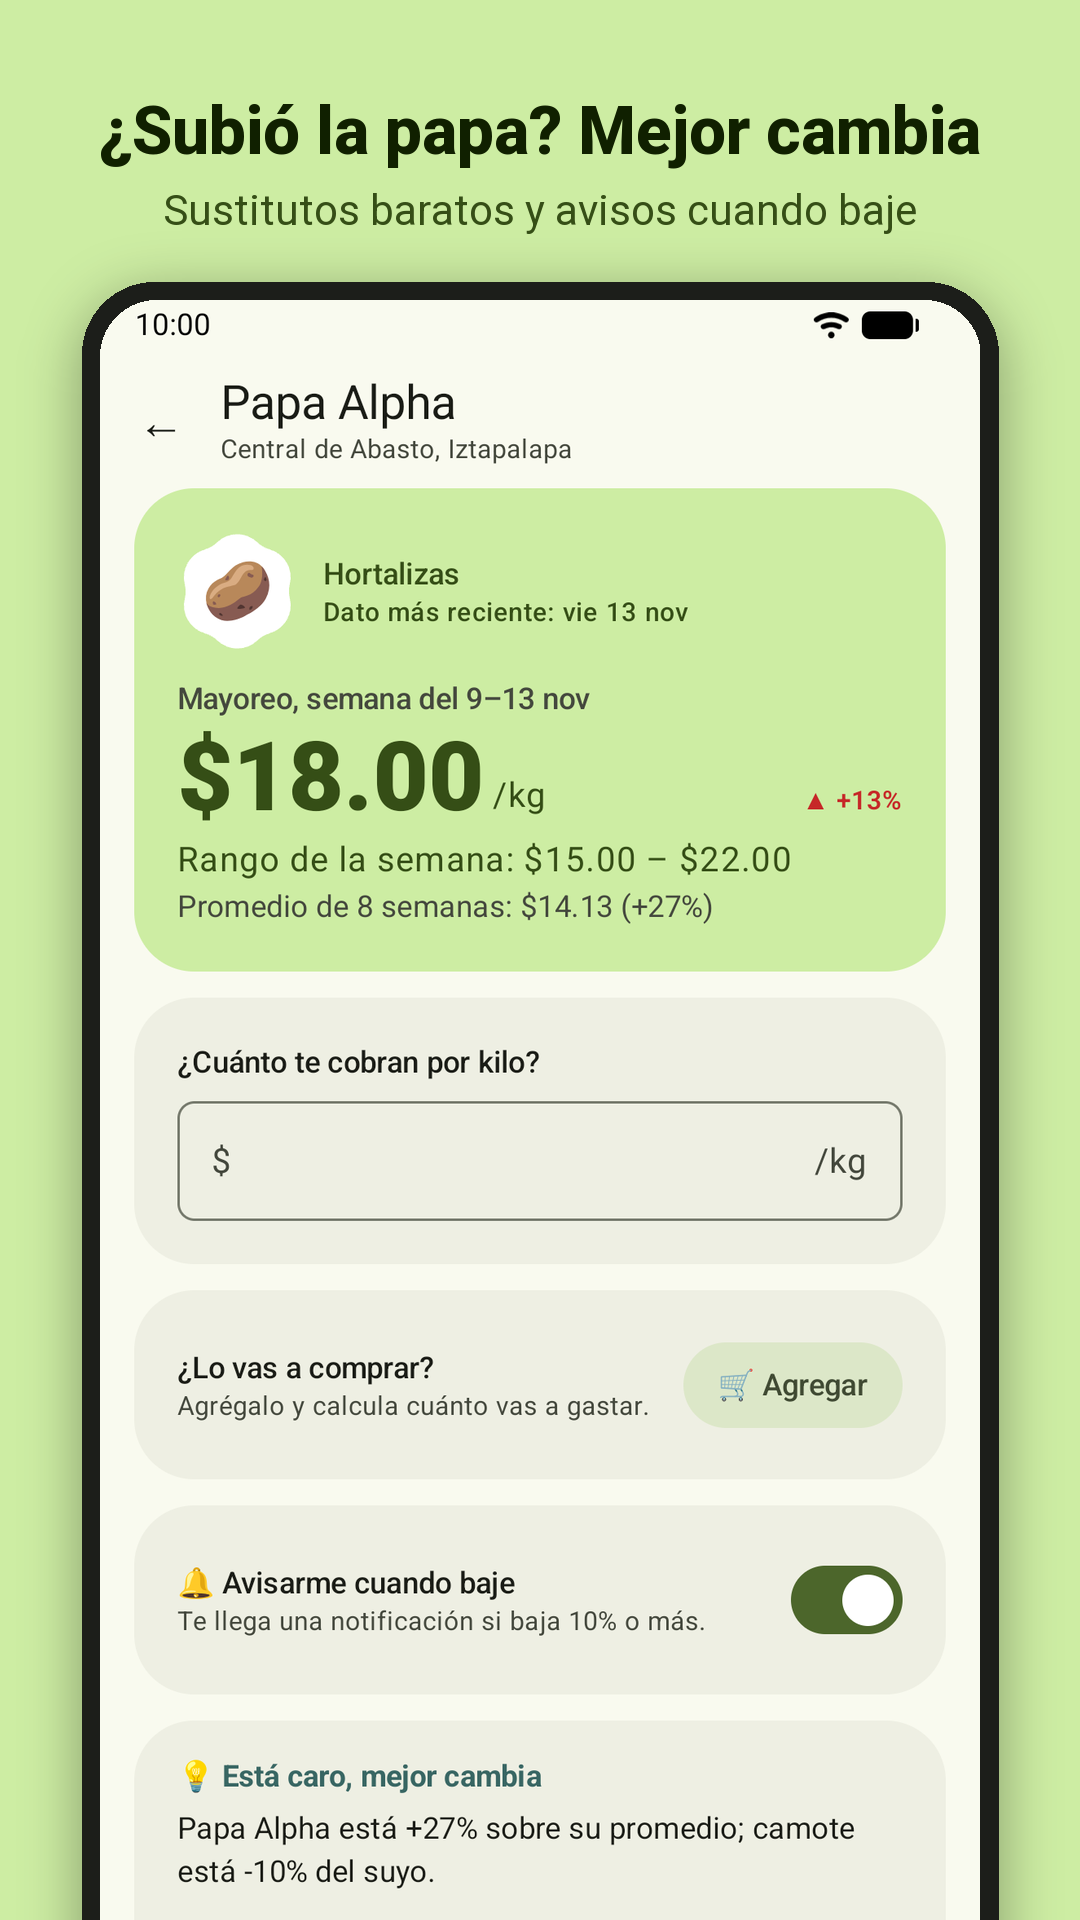 ¿Subió la papa? Mejor cambia
Sustitutos baratos y avisos cuando baje
10:00
← Papa Alpha
Central de Abasto, Iztapalapa
Hortalizas
Dato más reciente: vie 13 nov
Mayoreo, semana del 9–13 nov
$18.00 /kg ▲ +13%
Rango de la semana: $15.00 – $22.00
Promedio de 8 semanas: $14.13 (+27%)
¿Cuánto te cobran por kilo?
$ /kg
¿Lo vas a comprar?
Agrégalo y calcula cuánto vas a gastar.
🛒 Agregar
🔔 Avisarme cuando baje
Te llega una notificación si baja 10% o más.
💡 Está caro, mejor cambia
Papa Alpha está +27% sobre su promedio; camote
está -10% del suyo.